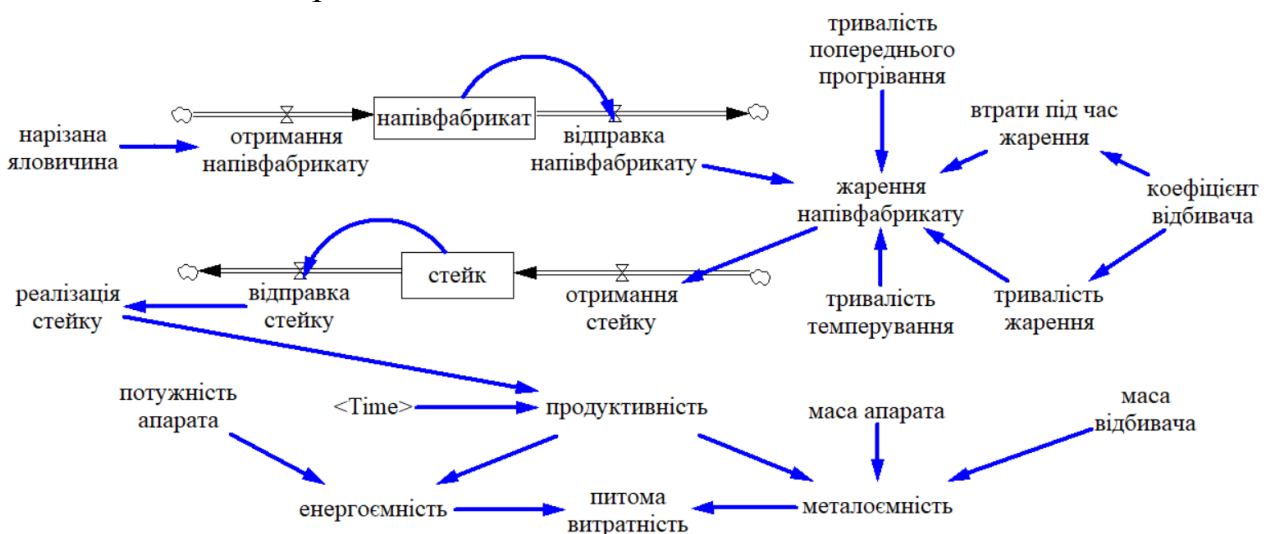 тривалість
попереднього
прогрівання
нарізана
яловичина
отримання
напівфабрикату
напівфабрикат
відправка
напівфабрикату
втрати під час
жарення
жарення
напівфабрикату
коефіцієнт
відбивача
реалізація
стейку
відправка
стейку
стейк
отримання
стейку
тривалість
темперування
тривалість
жарення
потужність
апарата
<Time>
продуктивність
маса апарата
маса
відбивача
енергоємність
питома
витратність
металоємність